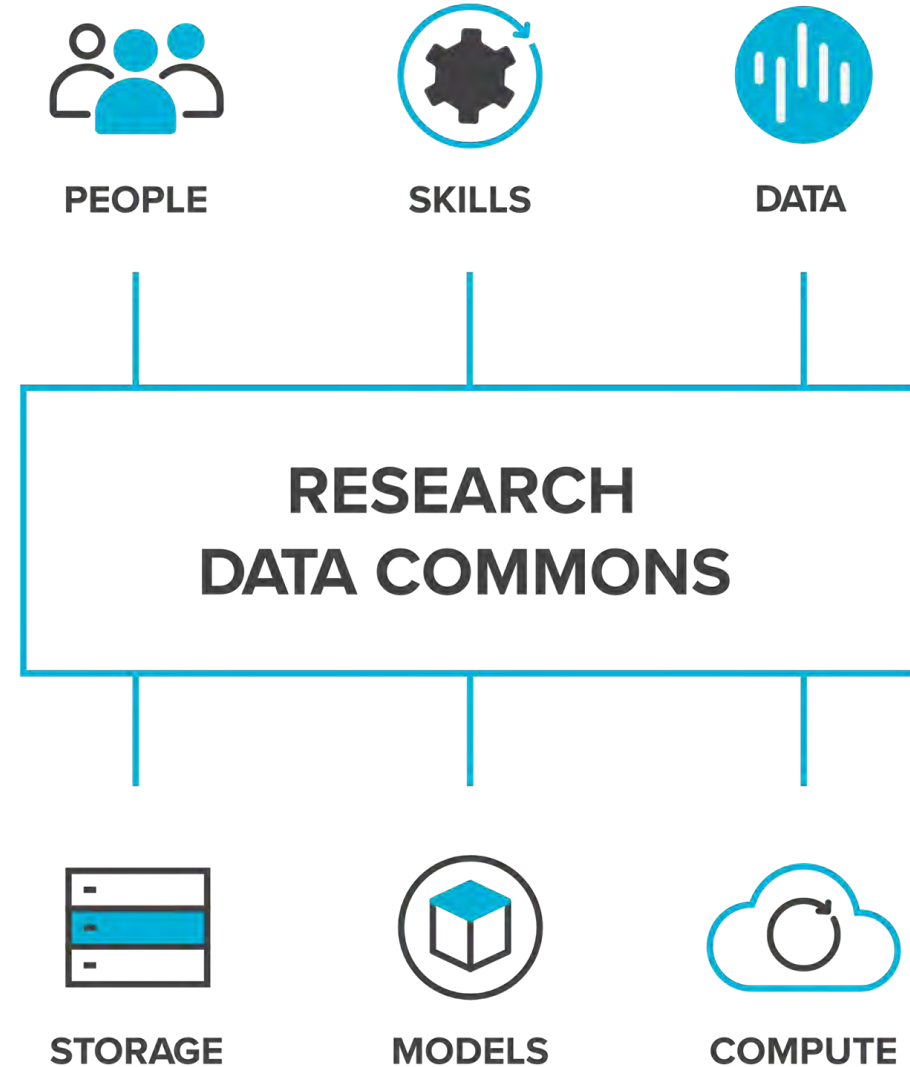 PEOPLE
SKILLS
DATA
RESEARCH
DATA COMMONS
STORAGE
MODELS
COMPUTE